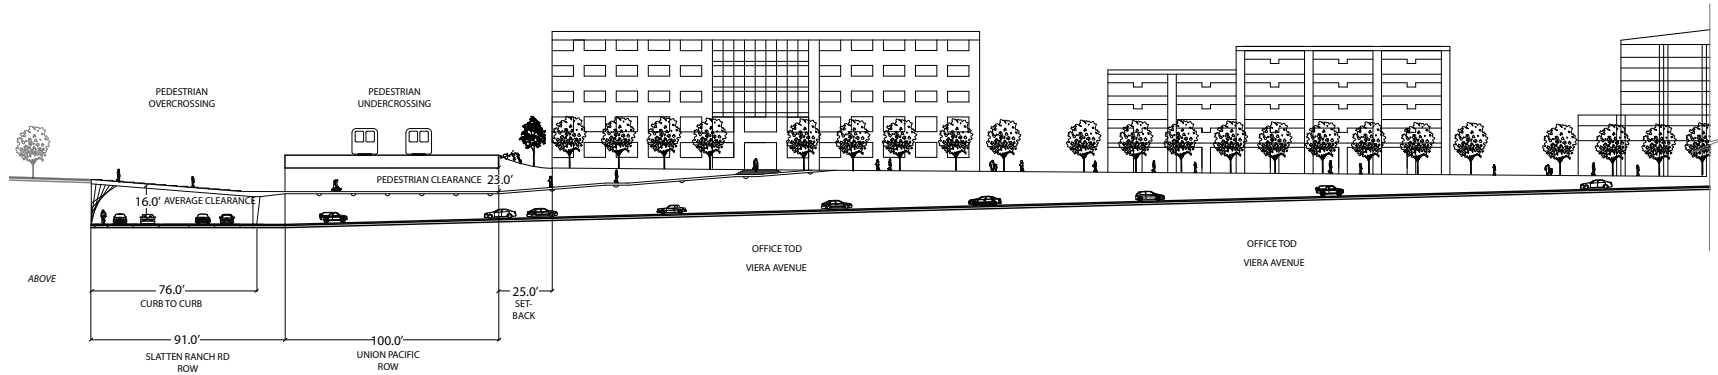 PEDESTRIAN
OVERCROSSING
PEDESTRIAN
UNDERCROSSING
PEDESTRIAN CLEARANCE 23.0'
16.0' AVERAGE CLEARANCE
ABOVE
76.0'
CURB TO CURB
25.0'
SET-
BACK
OFFICE TOD
VIERA AVENUE
OFFICE TOD
VIERA AVENUE
91.0'
SLATTEN RANCH RD
ROW
100.0'
UNION PACIFIC
ROW